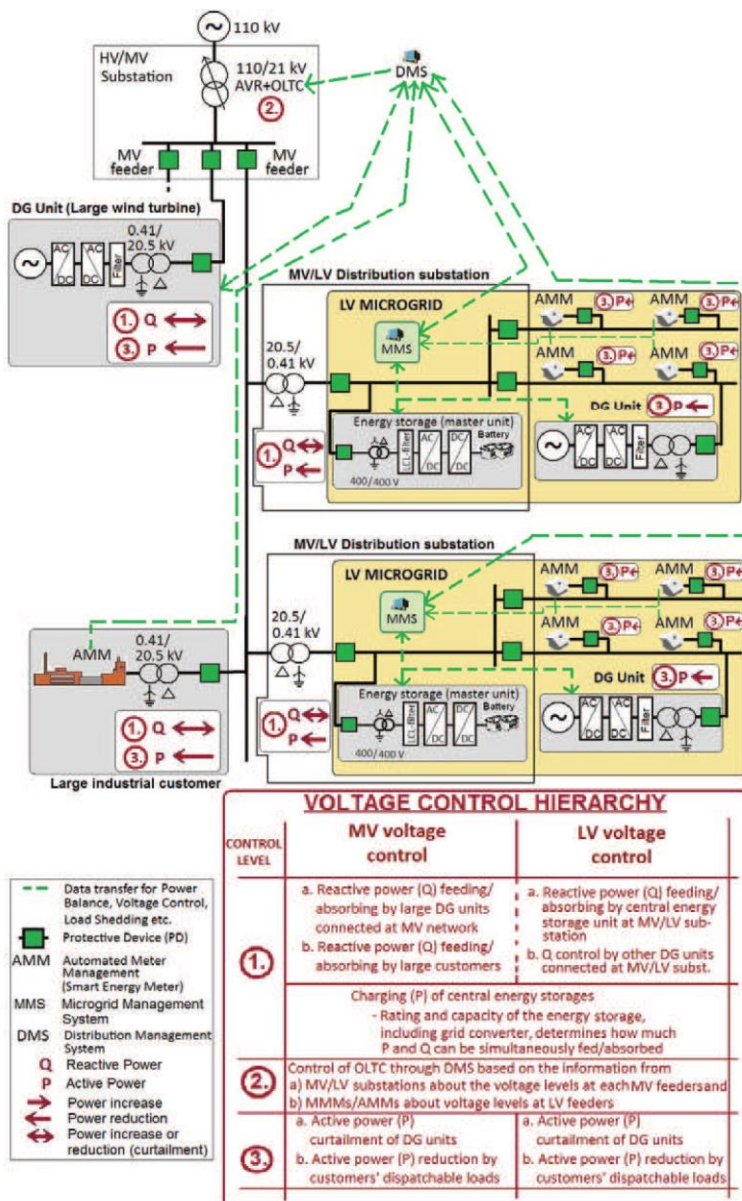 110 kV
HV/MV
Substation
110/21 kV
AVR+OLTC
2.
DMS
MV
feeder
MV
feeder
DG Unit (Large wind turbine)
0.41/
20.5 kV
AC
DC
AC
DC
Filter
1. Q
3. P
MV/LV Distribution substation
LV MICROGRID
MMS
AMM
3. P
AMM
3. P
AMM
3. P
AMM
3. P
20.5/
0.41 kV
DG Unit
3. P
1. Q
P
Energy storage (master unit)
LCL-filter
AC
DC
DC
DC
Battery
400/400 V
AC
DC
AC
DC
Filter
MV/LV Distribution substation
LV MICROGRID
MMS
AMM
3. P
AMM
3. P
AMM
3. P
AMM
3. P
20.5/
0.41 kV
DG Unit
3. P
1. Q
P
Energy storage (master unit)
LCL-filter
AC
DC
DC
DC
Battery
400/400 V
AC
DC
AC
DC
Filter
AMM
0.41/
20.5 kV
1. Q
3. P
Large industrial customer
Data transfer for Power
Balance, Voltage Control,
Load Shedding etc.
Protective Device (PD)
AMM Automated Meter
Management
(Smart Energy Meter)
MMS Microgrid Management
System
DMS Distribution Management
System
Q Reactive Power
P Active Power
Power increase
Power reduction
Power increase or
reduction (curtailment)
VOLTAGE CONTROL HIERARCHY
CONTROL
LEVEL
MV voltage
control
LV voltage
control
1.
a. Reactive power (Q) feeding/
absorbing by large DG units
connected at MV network
b. Reactive power (Q) feeding/
absorbing by large customers
a. Reactive power (Q) feeding/
absorbing by central energy
storage unit at MV/LV sub-
station
b. Q control by other DG units
connected at MV/LV subst.
Charging (P) of central energy storages
- Rating and capacity of the energy storage,
including grid converter, determines how much
P and Q can be simultaneously fed/absorbed
2.
Control of OLTC through DMS based on the information from
a) MV/LV substations about the voltage levels at each MV feedersand
b) MMMs/AMMs about voltage levels at LV feeders
3.
a. Active power (P)
curtailment of DG units
b. Active power (P) reduction by
customers' dispatchable loads
a. Active power (P)
curtailment of DG units
b. Active power (P) reduction by
customers' dispatchable loads